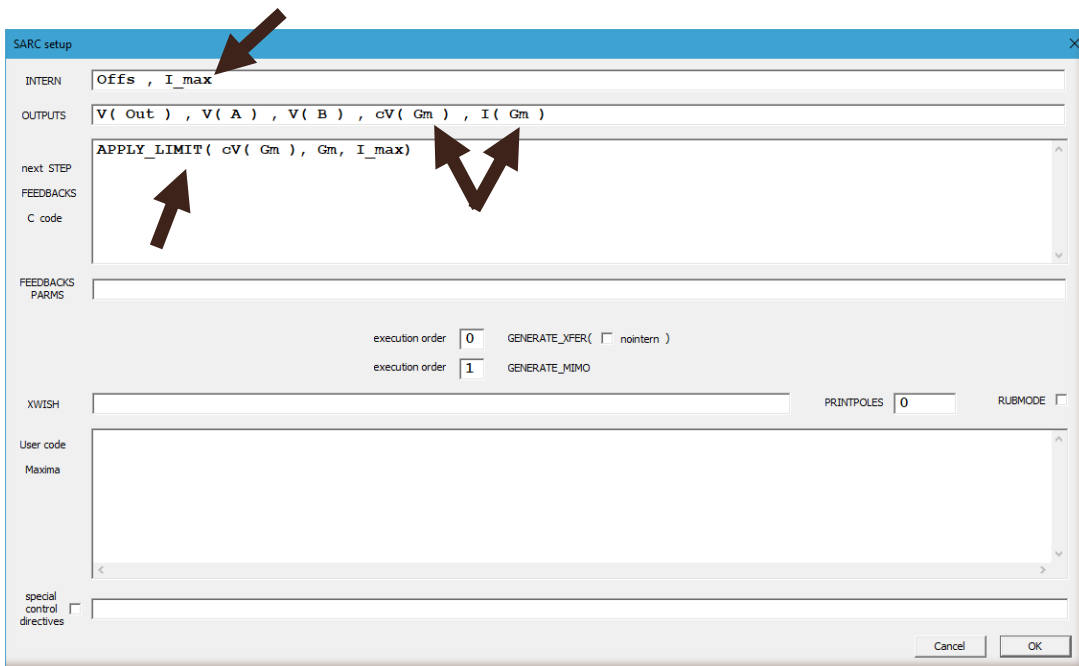 SARC setup
INTERN
Offs , I_max
OUTPUTS
V( Out ) , V( A ) , V( B ) , cV( Gm ) , I( Gm )
APPLY_LIMIT( cV( Gm ), Gm, I_max)
next STEP
FEEDBACKS
C code
FEEDBACKS
PARMS
execution order 0 GENERATE_XFER( nointern )
execution order 1 GENERATE_MIMO
XWISH
PRINTPOLES 0 RUBMODE
User code
Maxima
special
control
directives
Cancel OK